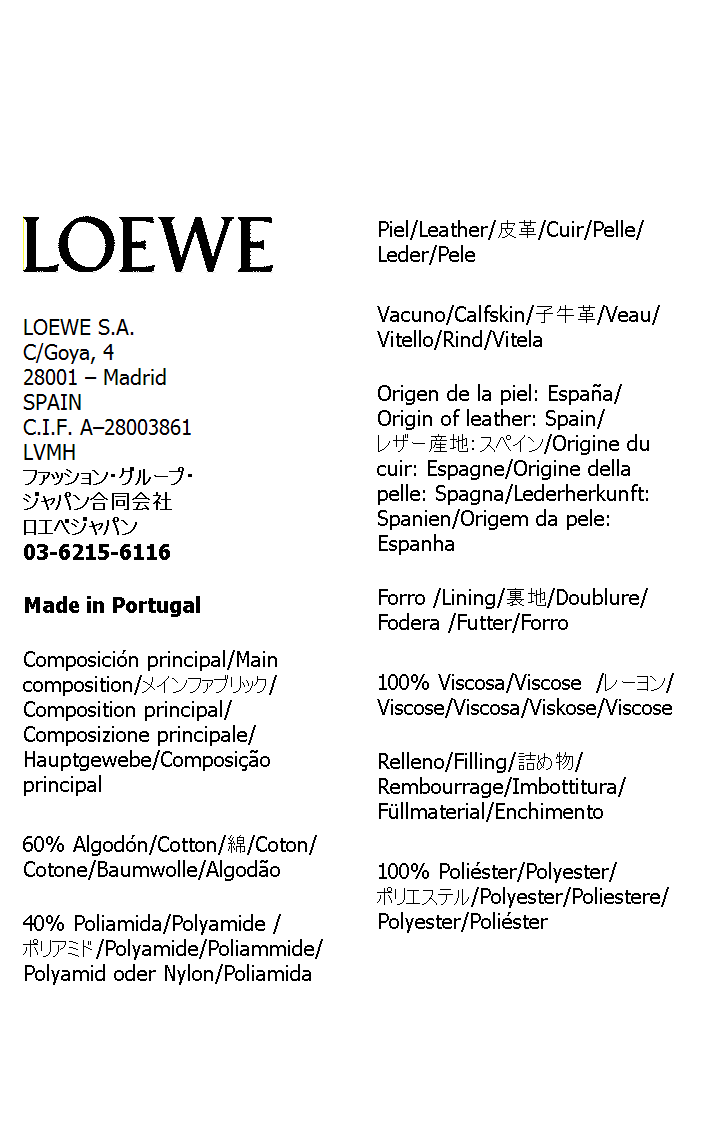 LOEWE
LOEWE S.A.
C/Goya, 4
28001 – Madrid
SPAIN
C.I.F. A–28003861
LVMH
ファッション・グループ・
ジャパン合同会社
ロエベジャパン
03-6215-6116
Made in Portugal
Composición principal/Main
composition/メインファブリック/
Composition principal/
Composizione principale/
Hauptgewebe/Composição
principal
60% Algodón/Cotton/綿/Coton/
Cotone/Baumwolle/Algodão
40% Poliamida/Polyamide /
ポリアミド/Polyamide/Poliammide/
Polyamid oder Nylon/Poliamida
Piel/Leather/皮革/Cuir/Pelle/
Leder/Pele
Vacuno/Calfskin/子牛革/Veau/
Vitello/Rind/Vitela
Origen de la piel: España/
Origin of leather: Spain/
レザー産地：スペイン/Origine du
cuir: Espagne/Origine della
pelle: Spagna/Lederherkunft:
Spanien/Origem da pele:
Espanha
Forro /Lining/裏地/Doublure/
Fodera /Futter/Forro
100% Viscosa/Viscose  /レーヨン/
Viscose/Viscosa/Viskose/Viscose
Relleno/Filling/詰め物/
Rembourrage/Imbottitura/
Füllmaterial/Enchimento
100% Poliéster/Polyester/
ポリエステル/Polyester/Poliestere/
Polyester/Poliéster